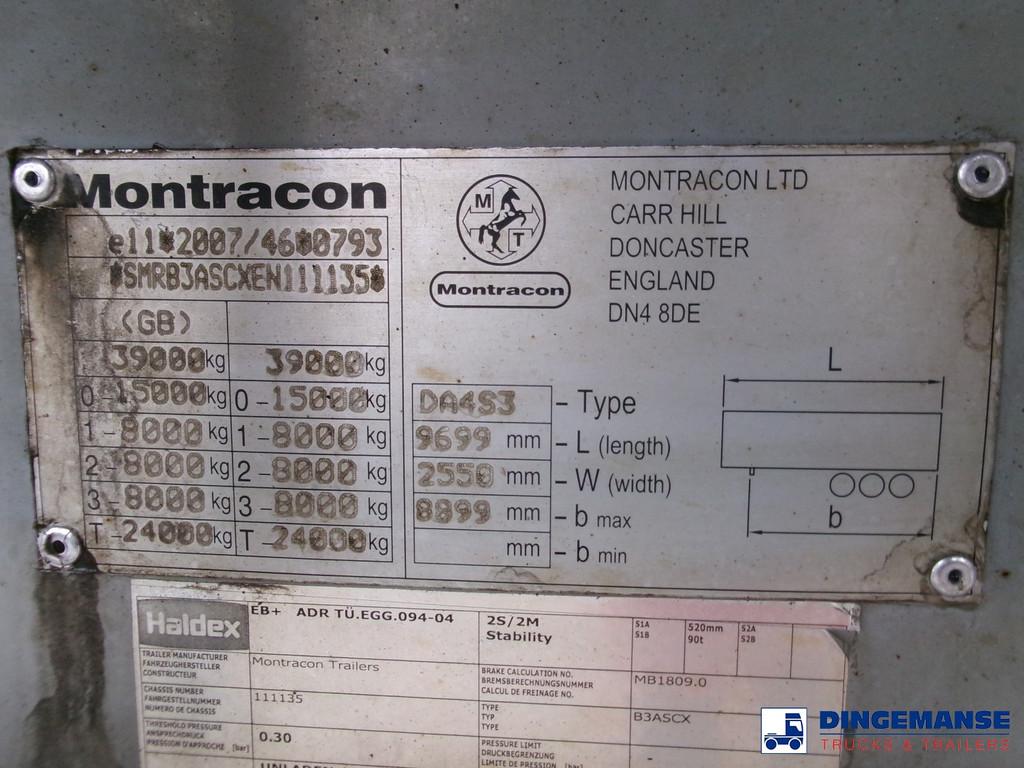 Montracon
e11*2007/46*0793
*SMRB3ASCXEN111135*
(GB)
39000kg 39000kg
0-15000kg 0-15000kg
1-8000kg 1-8000kg
2-8000kg 2-8000kg
3-8000kg 3-8000kg
T-24000kg T-24000kg
M T
Montracon
MONTRACON LTD
CARR HILL
DONCASTER
ENGLAND
DN4 8DE
DA4S3 - Type
9699 mm - L (length)
2550 mm - W (width)
8899 mm - b max
mm - b min
L
b
Haldex
EB+ ADR TÜ.EGG.094-04
2S/2M
Stability
S1A
S1B
520mm
90t
S2A
S2B
TRAILER MANUFACTURER
FAHRZEUGHERSTELLER
CONSTRUCTEUR
Montracon Trailers
BRAKE CALCULATION NO.
BREMSBERECHNUNGSNUMMER
CALCUL DE FREINAGE NO.
MB1809.0
CHASSIS NUMBER
FAHRGESTELLNUMMER
NUMERO DE CHASSIS
111135
TYPE
TYP
TYPE
B3ASCX
THRESHOLD PRESSURE
ANSPRECHDRUCK
PRESSION D'APPROCHE [bar]
0.30
PRESSURE LIMIT
DRUCKBEGRENZUNG
LIMITE DE PRESSION [bar]
DINGEMANSE
TRUCKS & TRAILERS